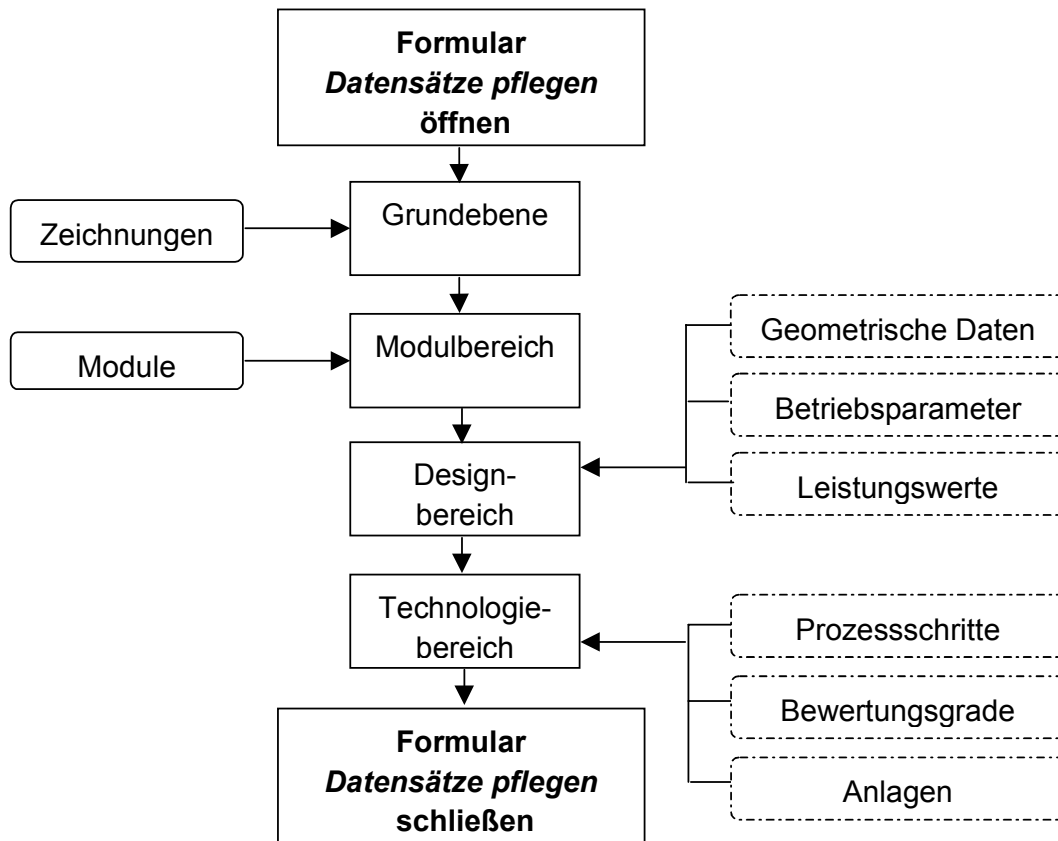 Formular
Datensätze pflegen
öffnen
Zeichnungen
Grundebene
Module
Modulbereich
Geometrische Daten
Betriebsparameter
Leistungswerte
Design-
bereich
Technologie-
bereich
Prozessschritte
Bewertungsgrade
Anlagen
Formular
Datensätze pflegen
schließen